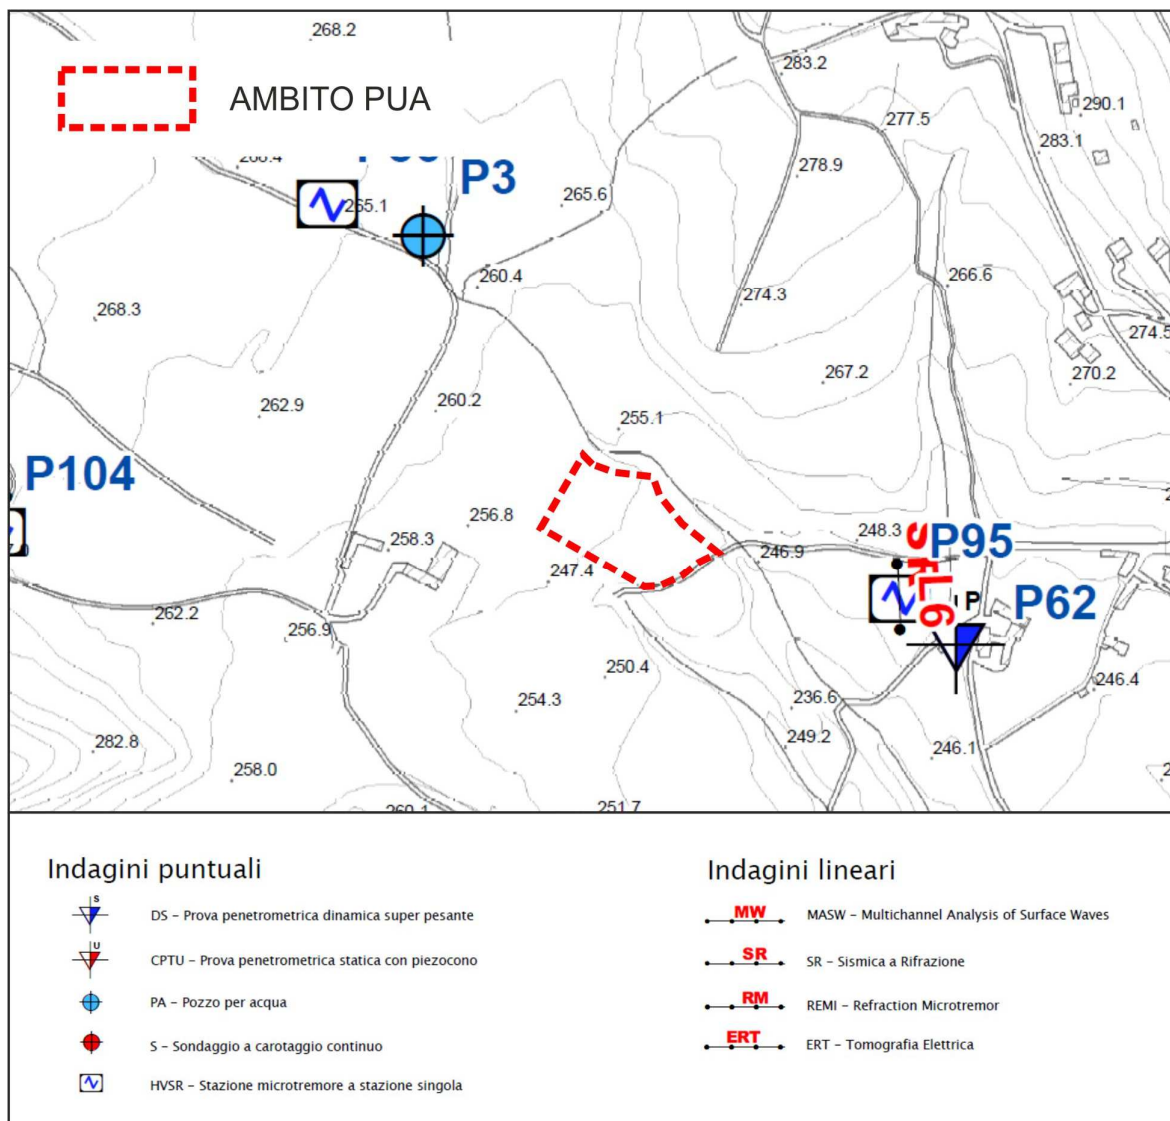 268.2
AMBITO PUA
283.2
290.1
277.5
283.1
P3
278.9
265.6
265.1
266.6
260.4
274.3
268.3
274.5
267.2
270.2
262.9
260.2
255.1
P104
256.8
248.3
P95
258.3
246.9
247.4
L6
P
P62
262.2
256.9
250.4
246.4
254.3
236.6
282.8
249.2
246.1
258.0
251.7
Indagini puntuali
S
DS - Prova penetrometrica dinamica super pesante
U
CPTU - Prova penetrometrica statica con piezocono
PA - Pozzo per acqua
S - Sondaggio a carotaggio continuo
HVSR - Stazione microtremore a stazione singola
Indagini lineari
MW
MASW - Multichannel Analysis of Surface Waves
SR
SR - Sismica a Rifrazione
RM
REMI - Refraction Microtremor
ERT
ERT - Tomografia Elettrica